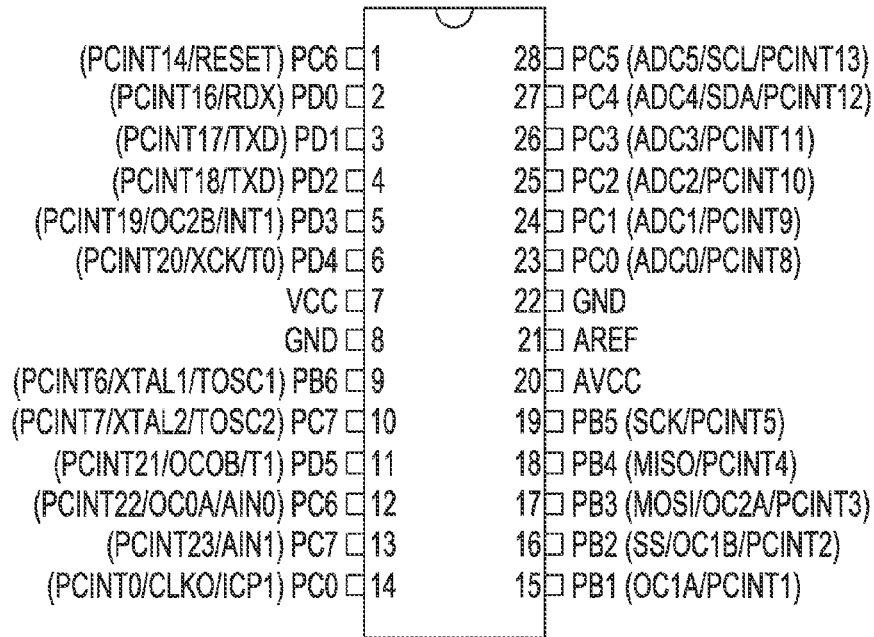 (PCINT14/RESET) PC6 1 28 PC5 (ADC5/SCL/PCINT13)
(PCINT16/RDX) PD0 2 27 PC4 (ADC4/SDA/PCINT12)
(PCINT17/TXD) PD1 3 26 PC3 (ADC3/PCINT11)
(PCINT18/TXD) PD2 4 25 PC2 (ADC2/PCINT10)
(PCINT19/OC2B/INT1) PD3 5 24 PC1 (ADC1/PCINT9)
(PCINT20/XCK/T0) PD4 6 23 PC0 (ADC0/PCINT8)
VCC 7 22 GND
GND 8 21 AREF
(PCINT6/XTAL1/TOSC1) PB6 9 20 AVCC
(PCINT7/XTAL2/TOSC2) PC7 10 19 PB5 (SCK/PCINT5)
(PCINT21/OCOB/T1) PD5 11 18 PB4 (MISO/PCINT4)
(PCINT22/OC0A/AIN0) PC6 12 17 PB3 (MOSI/OC2A/PCINT3)
(PCINT23/AIN1) PC7 13 16 PB2 (SS/OC1B/PCINT2)
(PCINT0/CLKO/ICP1) PC0 14 15 PB1 (OC1A/PCINT1)